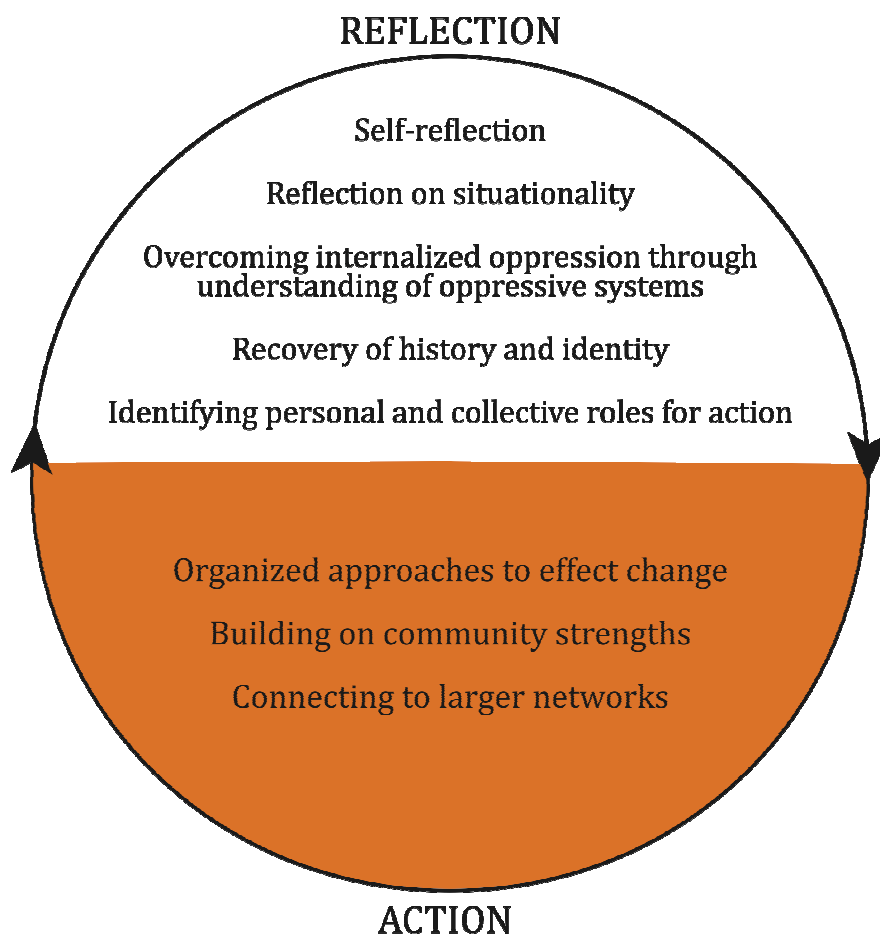 REFLECTION
Self-reflection
Reflection on situationality
Overcoming internalized oppression through
understanding of oppressive systems
Recovery of history and identity
Identifying personal and collective roles for action
Organized approaches to effect change
Building on community strengths
Connecting to larger networks
ACTION